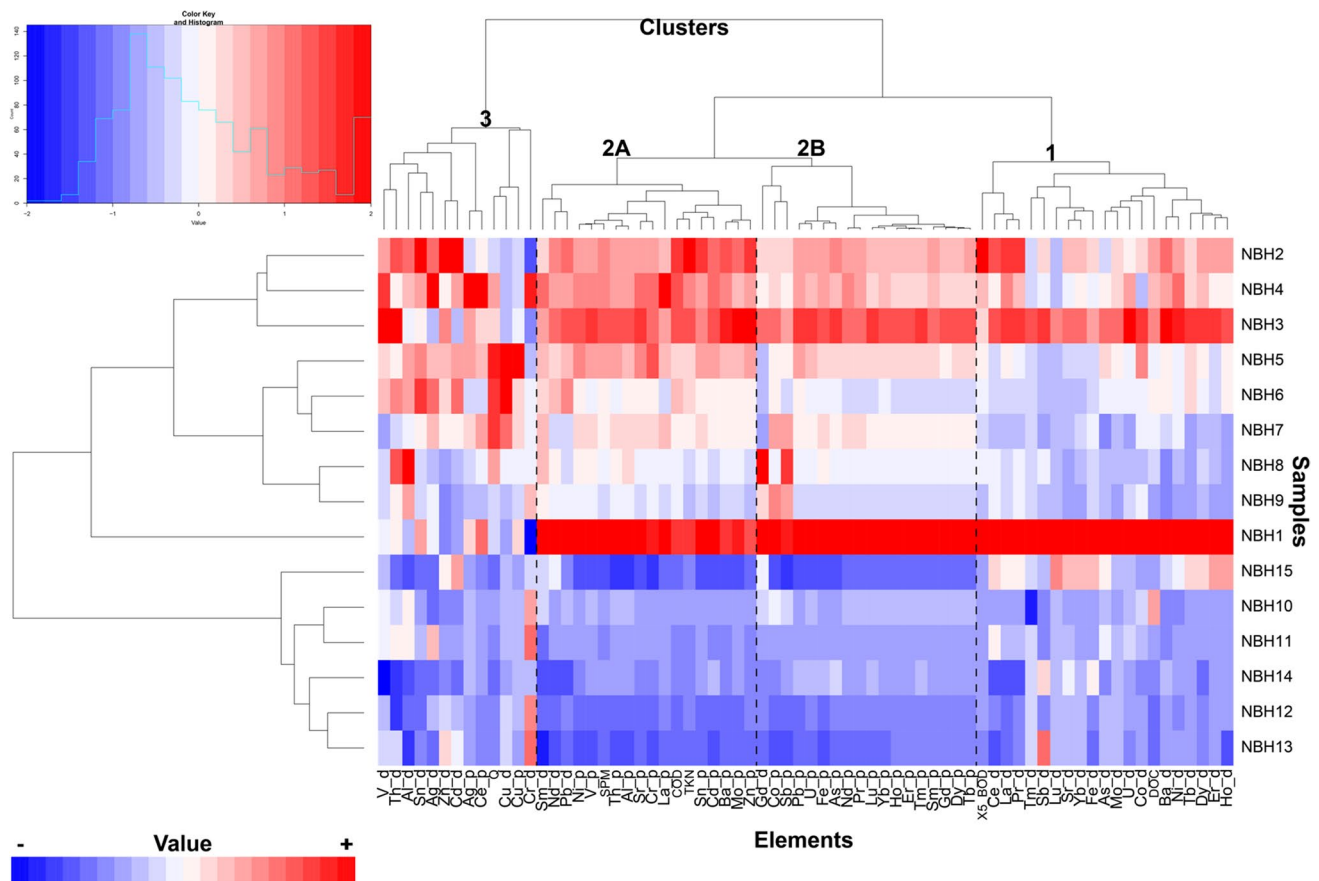 Color Key
and Histogram
Count
0 20 40 60 80 100 120 140
−2 −1 0 1 2
Value
Clusters
3
2A
2B
1
NBH2
NBH4
NBH3
NBH5
NBH6
NBH7
NBH8
NBH9
NBH1
NBH15
NBH10
NBH11
NBH14
NBH12
NBH13
Samples
V_d
Th_d
Al_d
Sn_d
Ag_d
Zn_d
Cd_d
Ag_p
Ce_p
Q
Cu_d
Cu_p
Cr_d
Sm_d
Nd_d
Pb_d
Ni_p
V_p
SPM
Th_p
Al_p
Sr_p
Cr_p
La_p
COD
TKN
Sn_p
Cd_p
Ba_p
Mo_p
Zn_p
Gd_d
Co_p
Sb_p
Pb_p
U_p
Fe_p
As_p
Nd_p
Pr_p
Lu_p
Yb_p
Ho_p
Er_p
Tm_p
Sm_p
Gd_p
Dy_p
Tb_p
X5_BOD
Ce_d
La_d
Pr_d
Tm_d
Sb_d
Lu_d
Sr_d
Yb_d
Fe_d
As_d
Mo_d
U_d
Co_d
DOC
Ba_d
Ni_d
Tb_d
Dy_d
Er_d
Ho_d
Elements
- Value +